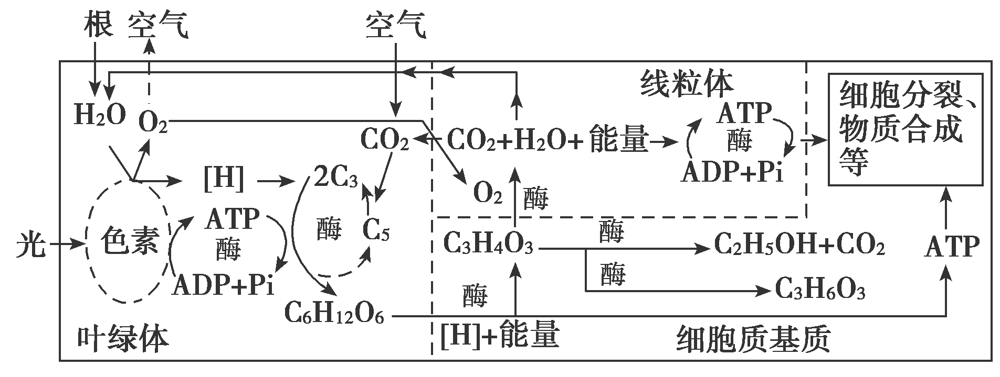 根 空气 空气
线粒体
细胞分裂、
物质合成
等
H₂O O₂
ATP
酶
ADP+Pi
CO₂ CO₂+H₂O+能量
[H] 2C₃
O₂ 酶
光 色素
ATP
酶
ADP+Pi
酶 C₅
C₃H₄O₃ 酶 C₂H₅OH+CO₂ ATP
酶 C₃H₆O₃
C₆H₁₂O₆ 酶
[H]+能量
叶绿体 细胞质基质